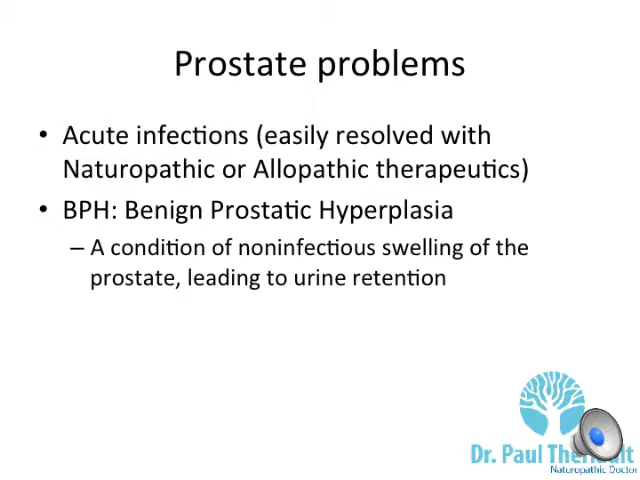 Prostate problems
• Acute infections (easily resolved with
Naturopathic or Allopathic therapeutics)
• BPH: Benign Prostatic Hyperplasia
– A condition of noninfectious swelling of the
prostate, leading to urine retention
Dr. Paul
Naturopathic Doctor